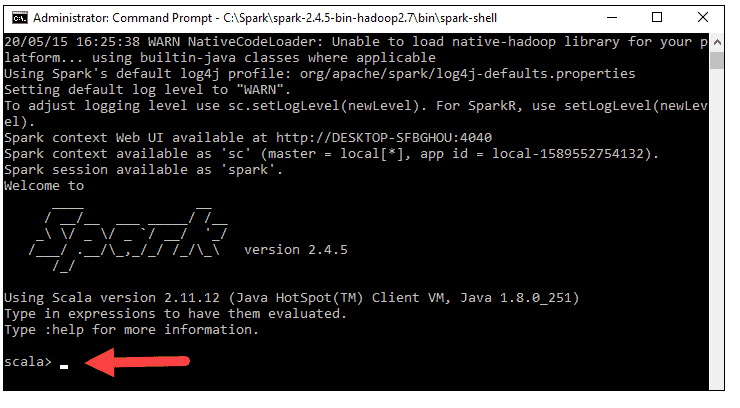 Administrator: Command Prompt - C:\Spark\spark-2.4.5-bin-hadoop2.7\bin\spark-shell
20/05/15 16:25:38 WARN NativeCodeLoader: Unable to load native-hadoop library for your p
latform... using builtin-java classes where applicable
Using Spark's default log4j profile: org/apache/spark/log4j-defaults.properties
Setting default log level to "WARN".
To adjust logging level use sc.setLogLevel(newLevel). For SparkR, use setLogLevel(newLev
el).
Spark context Web UI available at http://DESKTOP-SFBGHOU:4040
Spark context available as 'sc' (master = local[*], app id = local-1589552754132).
Spark session available as 'spark'.
Welcome to
      ____              __
     / __/__  ___ _____/ /__
    _\ \/ _ \/ _ `/ __/  '_/
   /___/ .__/\_,_/_/ /_/\_\   version 2.4.5
      /_/
Using Scala version 2.11.12 (Java HotSpot(TM) Client VM, Java 1.8.0_251)
Type in expressions to have them evaluated.
Type :help for more information.
scala>